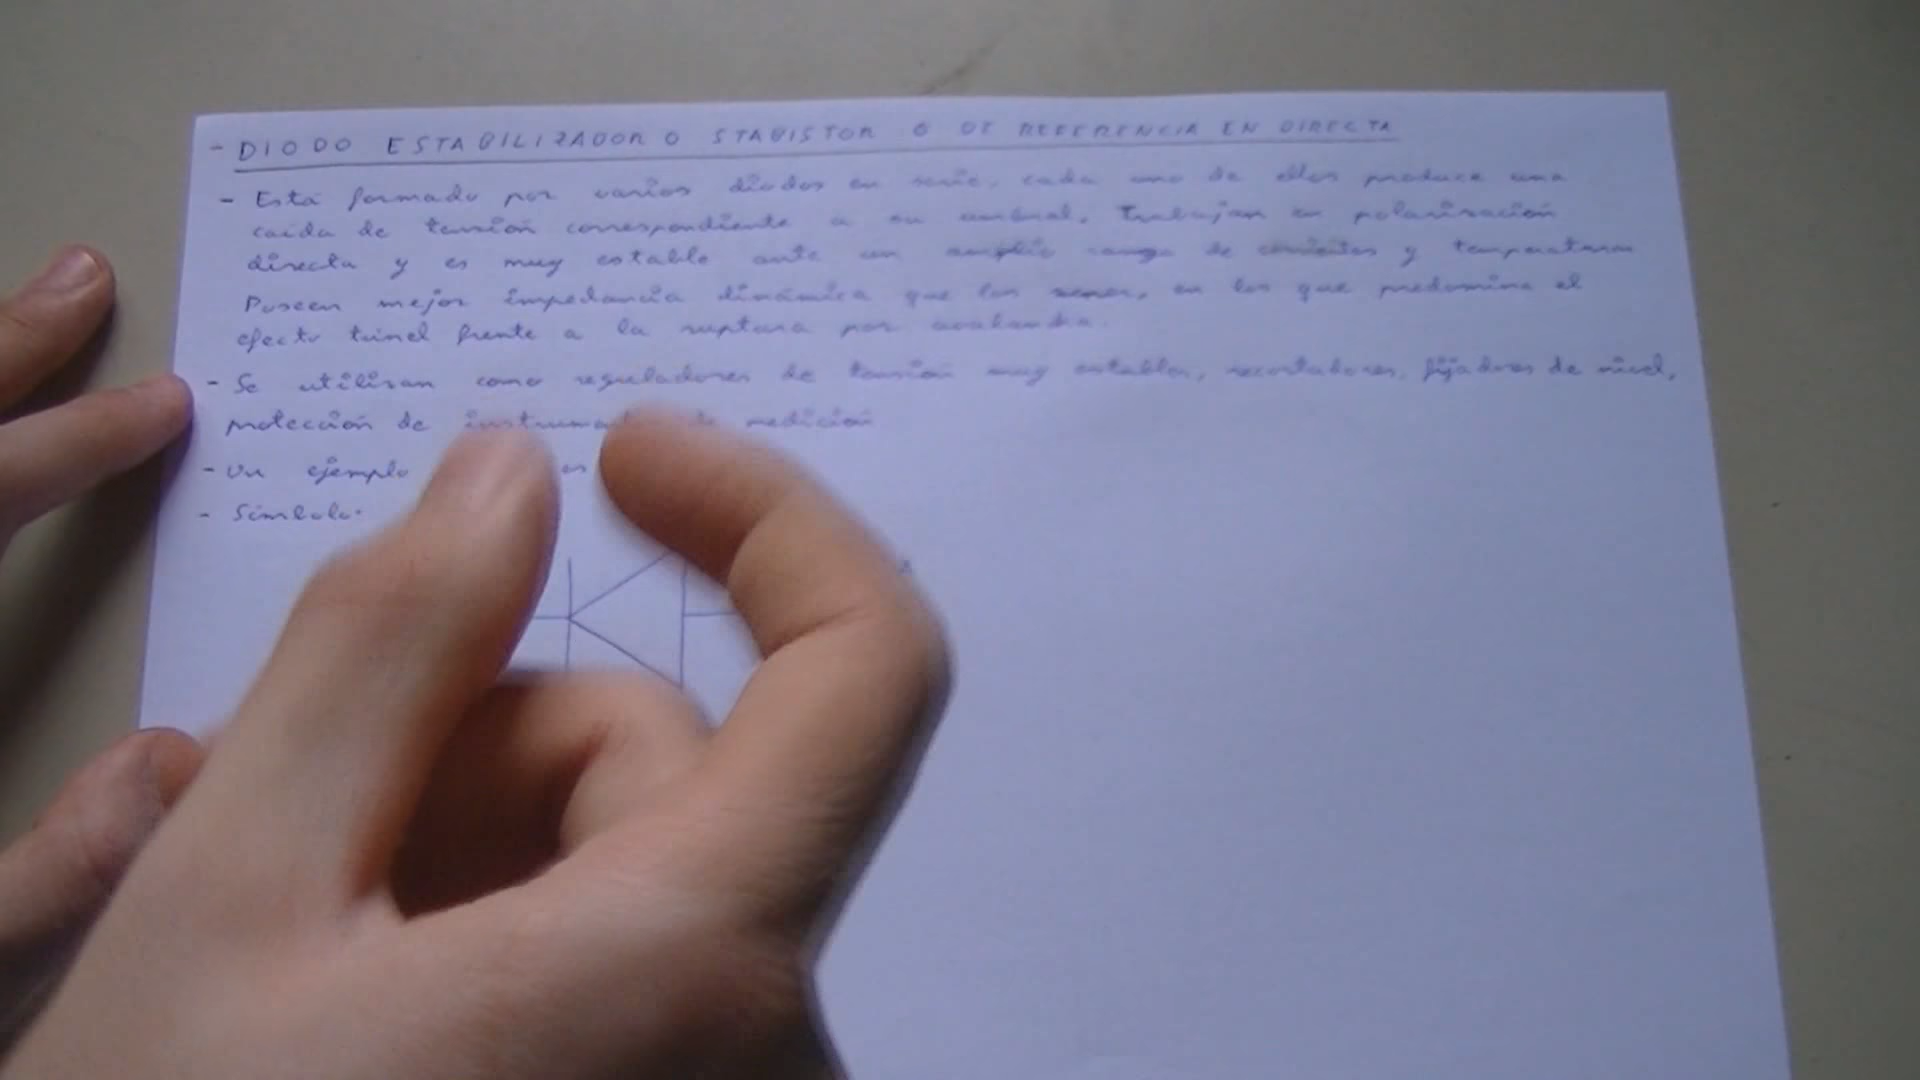 - DIODO ESTABILIZADOR O STABISTOR O DE REFERENCIA EN DIRECTA
- Está formado por varios diodos en serie, cada uno de ellos produce una
caída de tensión correspondiente a su umbral. Trabajan en polarización
directa y es muy estable ante un amplio rango de corrientes y temperaturas
Poseen mejor impedancia dinámica que los zener, en los que predomina el
efecto túnel frente a la ruptura por avalancha.
- Se utilizan como reguladores de tensión muy estables, recortadores, fijadores de nivel,
protección de de medición
- Un ejemplo es
- Símbolo: